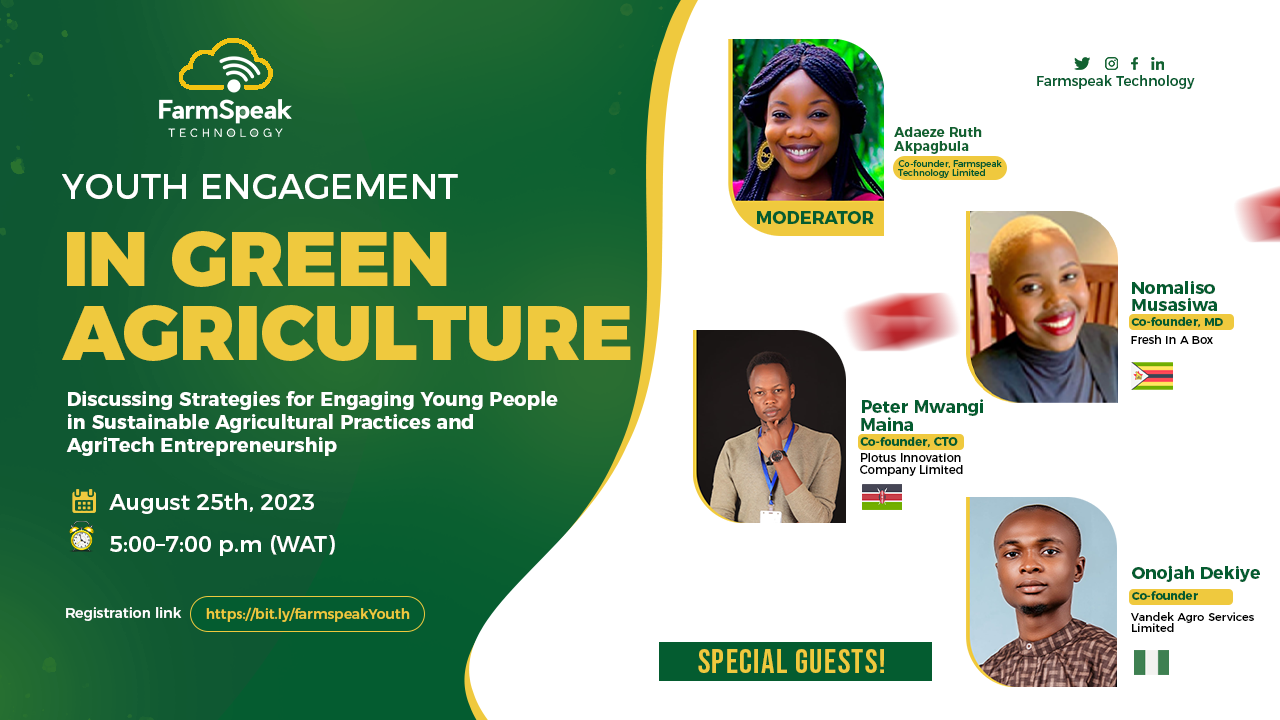 FarmSpeak
TECHNOLOGY
YOUTH ENGAGEMENT
IN GREEN
AGRICULTURE
Discussing Strategies for Engaging Young People
in Sustainable Agricultural Practices and
AgriTech Entrepreneurship
August 25th, 2023
5:00–7:00 p.m (WAT)
Registration link
https://bit.ly/farmspeakYouth
Farmspeak Technology
Adaeze Ruth
Akpagbula
Co-founder, Farmspeak
Technology Limited
MODERATOR
Nomaliso
Musasiwa
Co-founder, MD
Fresh In A Box
Peter Mwangi
Maina
Co-founder, CTO
Plotus Innovation
Company Limited
Onojah Dekiye
Co-founder
Vandek Agro Services
Limited
SPECIAL GUESTS!